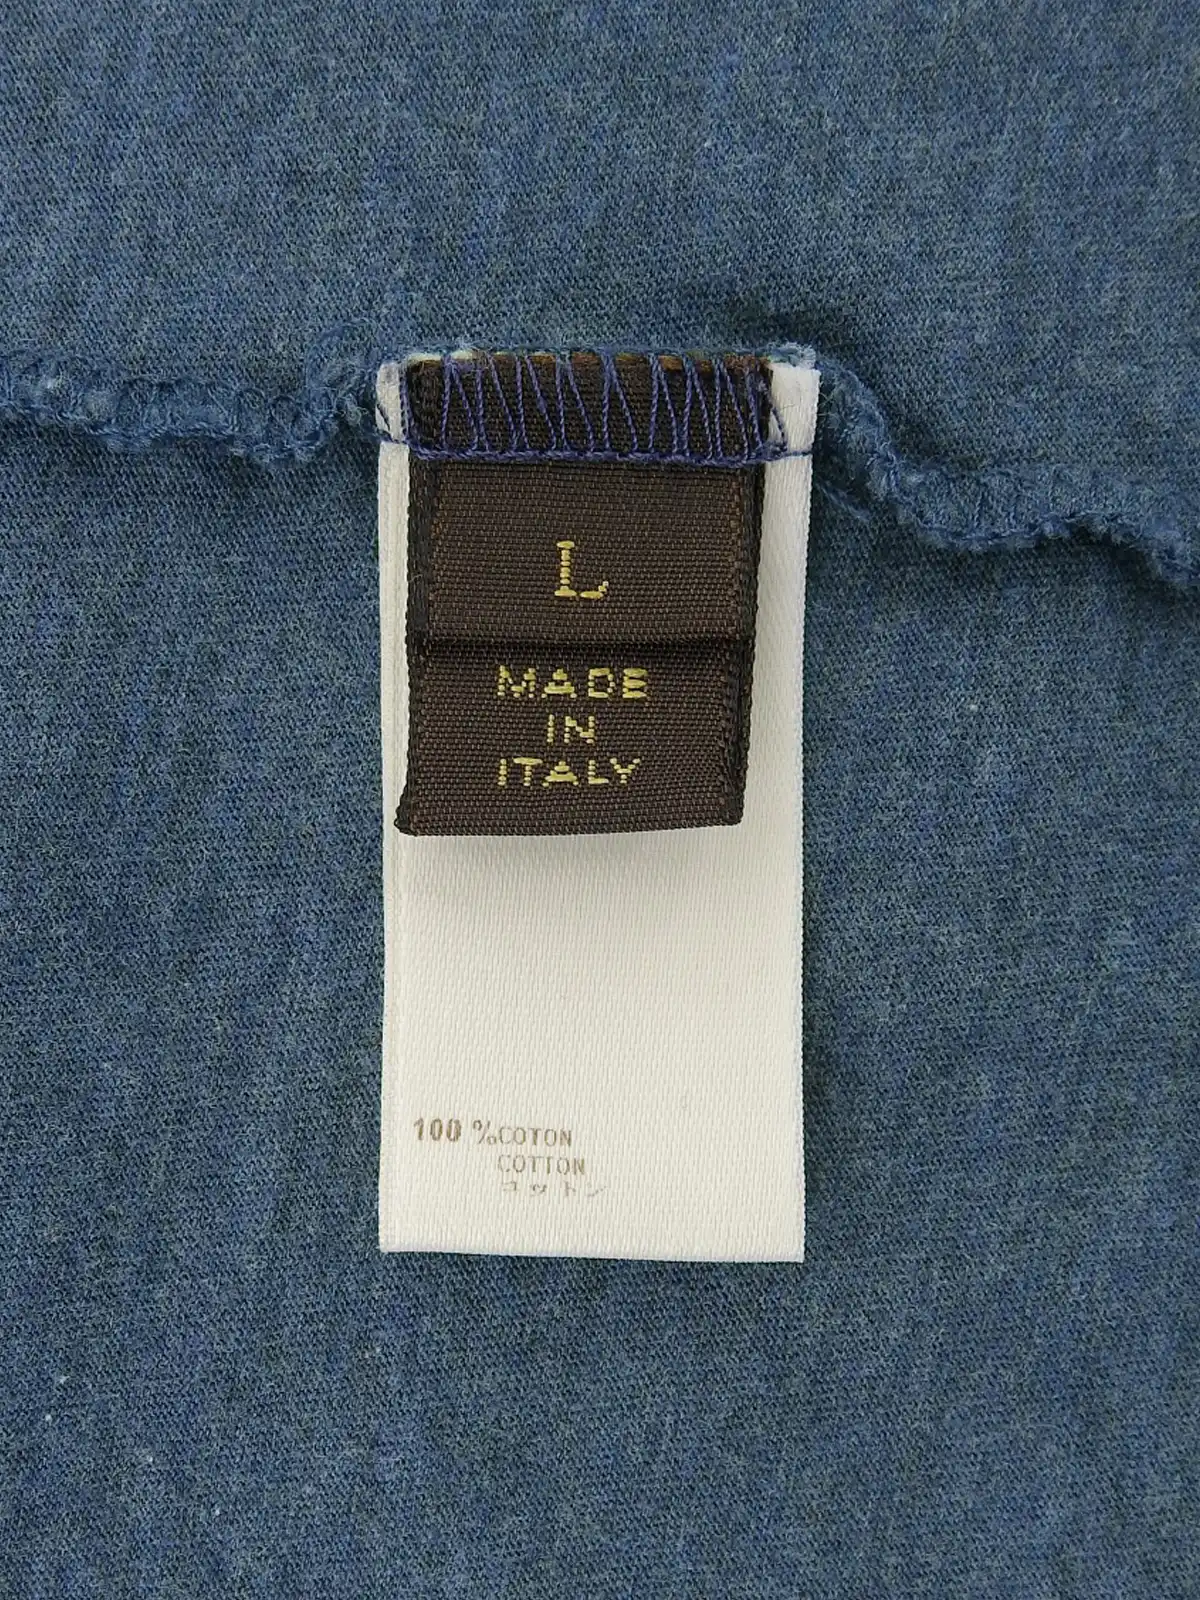 L
MADE
IN
ITALY
100 %COTON
COTTON
コットン